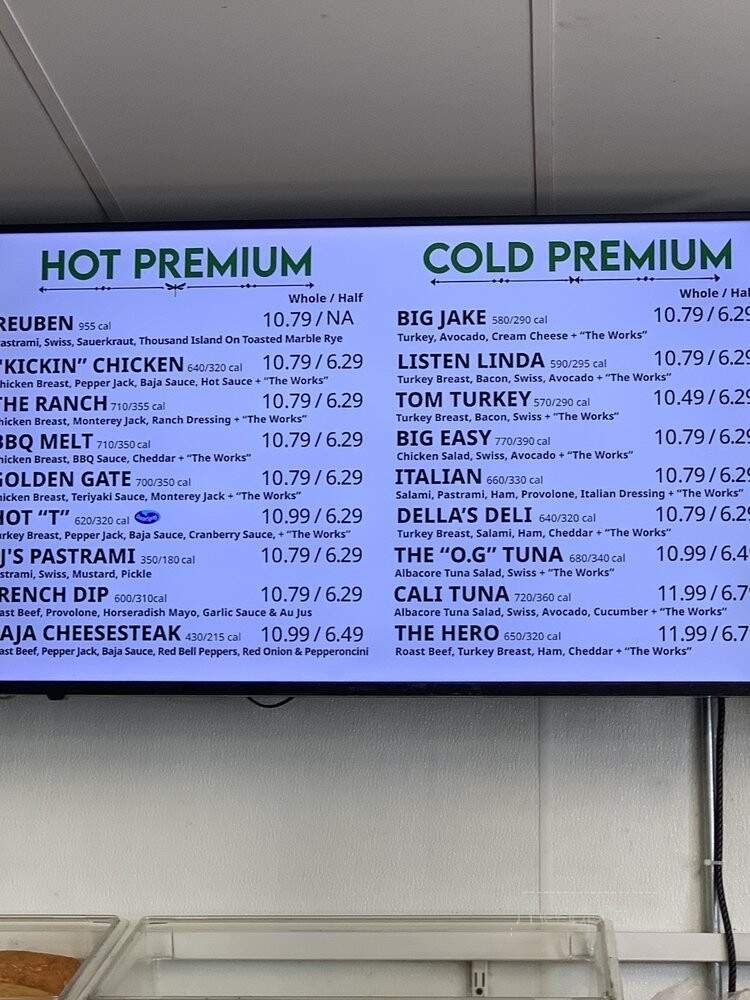 HOT PREMIUM
Whole / Half
REUBEN 955 cal 10.79 / NA
astrami, Swiss, Sauerkraut, Thousand Island On Toasted Marble Rye
"KICKIN" CHICKEN 640/320 cal 10.79 / 6.29
hicken Breast, Pepper Jack, Baja Sauce, Hot Sauce + "The Works"
THE RANCH 710/355 cal 10.79 / 6.29
hicken Breast, Monterey Jack, Ranch Dressing + "The Works"
BBQ MELT 710/350 cal 10.79 / 6.29
hicken Breast, BBQ Sauce, Cheddar + "The Works"
GOLDEN GATE 700/350 cal 10.79 / 6.29
hicken Breast, Teriyaki Sauce, Monterey Jack + "The Works"
HOT "T" 620/320 cal 10.99 / 6.29
urkey Breast, Pepper Jack, Baja Sauce, Cranberry Sauce, + "The Works"
J'S PASTRAMI 350/180 cal 10.79 / 6.29
strami, Swiss, Mustard, Pickle
RENCH DIP 600/310cal 10.79 / 6.29
ast Beef, Provolone, Horseradish Mayo, Garlic Sauce & Au Jus
AJA CHEESESTEAK 430/215 cal 10.99 / 6.49
ast Beef, Pepper Jack, Baja Sauce, Red Bell Peppers, Red Onion & Pepperoncini
COLD PREMIUM
Whole / Hal
BIG JAKE 580/290 cal 10.79 / 6.29
Turkey, Avocado, Cream Cheese + "The Works"
LISTEN LINDA 590/295 cal 10.79 / 6.29
Turkey Breast, Bacon, Swiss, Avocado + "The Works"
TOM TURKEY 570/290 cal 10.49 / 6.29
Turkey Breast, Bacon, Swiss + "The Works"
BIG EASY 770/390 cal 10.79 / 6.29
Chicken Salad, Swiss, Avocado + "The Works"
ITALIAN 660/330 cal 10.79 / 6.29
Salami, Pastrami, Ham, Provolone, Italian Dressing + "The Works"
DELLA'S DELI 640/320 cal 10.79 / 6.29
Turkey Breast, Salami, Ham, Cheddar + "The Works"
THE "O.G" TUNA 680/340 cal 10.99 / 6.4
Albacore Tuna Salad, Swiss + "The Works"
CALI TUNA 720/360 cal 11.99 / 6.7
Albacore Tuna Salad, Swiss, Avocado, Cucumber + "The Works"
THE HERO 650/320 cal 11.99 / 6.7
Roast Beef, Turkey Breast, Ham, Cheddar + "The Works"